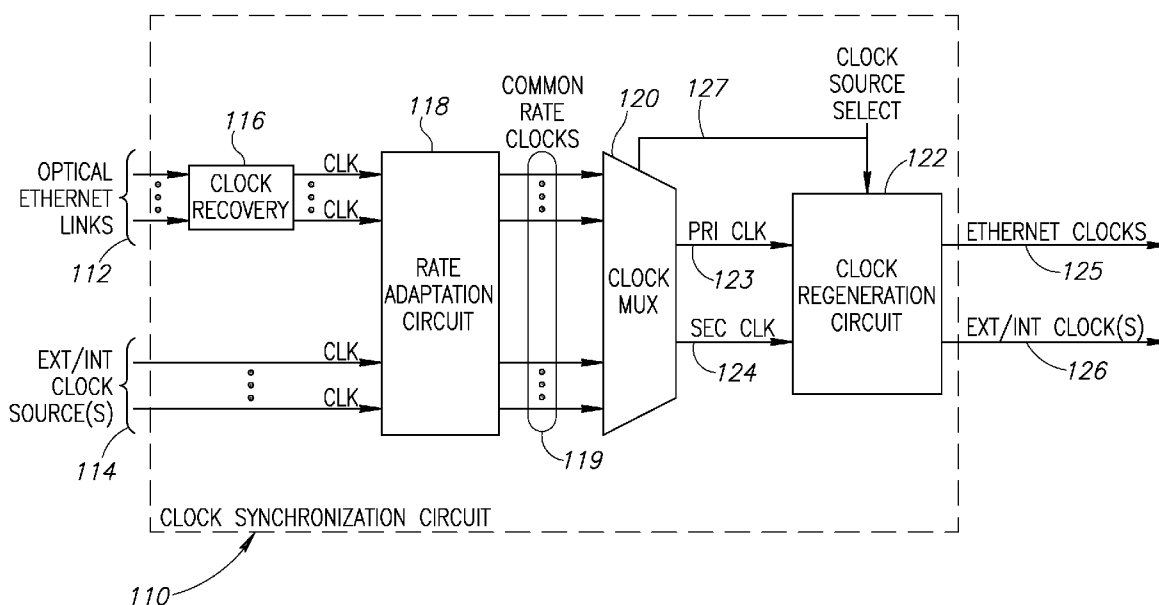 CLOCK
SOURCE
SELECT
127
120
COMMON
RATE
CLOCKS
118
116
122
OPTICAL
ETHERNET
LINKS
112
CLOCK
RECOVERY
CLK
CLK
RATE
ADAPTATION
CIRCUIT
CLOCK
MUX
PRI CLK
123
SEC CLK
124
CLOCK
REGENERATION
CIRCUIT
ETHERNET CLOCKS
125
EXT/INT CLOCK(S)
126
EXT/INT
CLOCK
SOURCE(S)
114
CLK
CLK
119
CLOCK SYNCHRONIZATION CIRCUIT
110